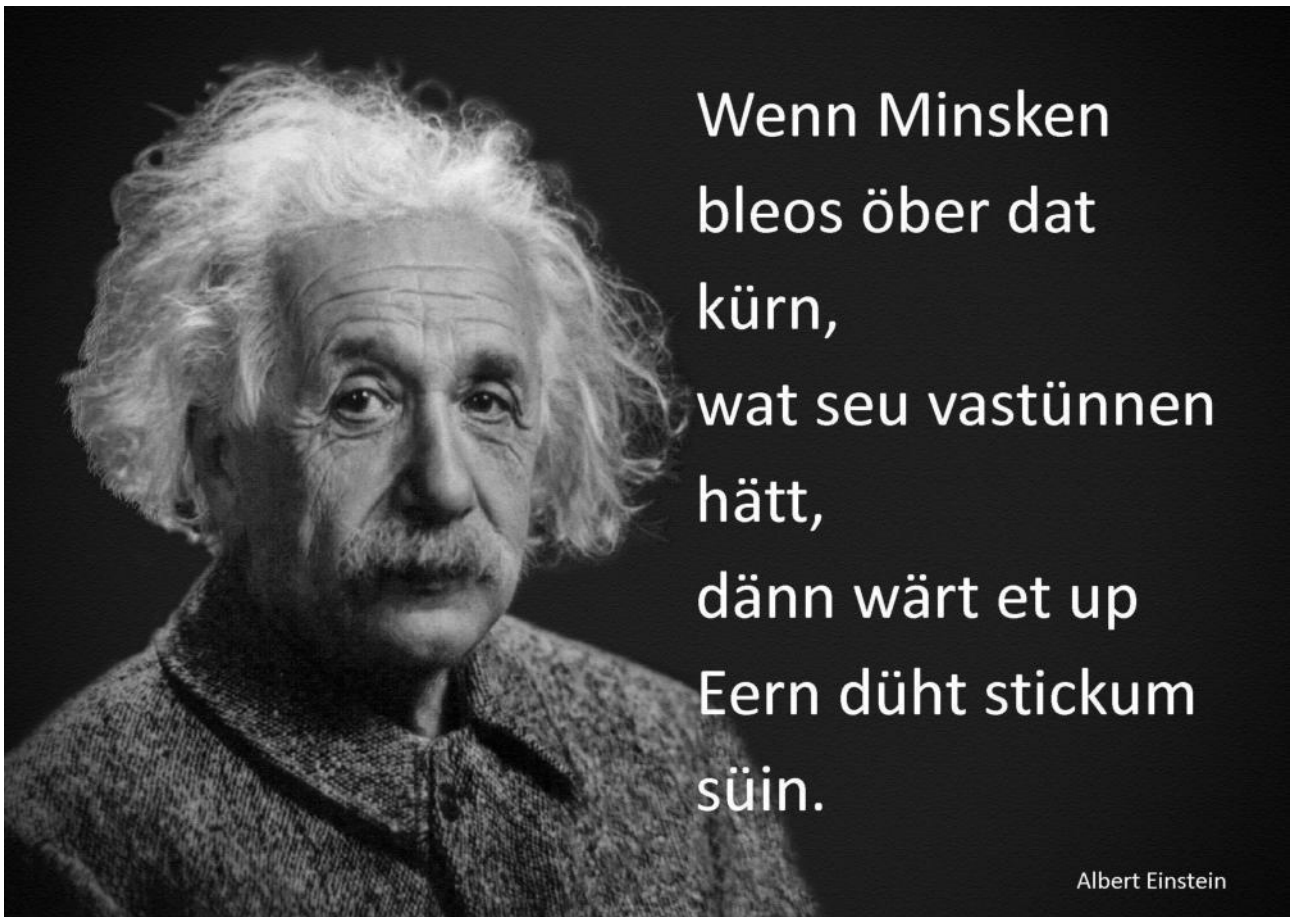 Wenn Minsken
bleos öber dat
kürn,
wat seu vastünnen
hätt,
dänn wärt et up
Eern düht stickum
süin.
Albert Einstein